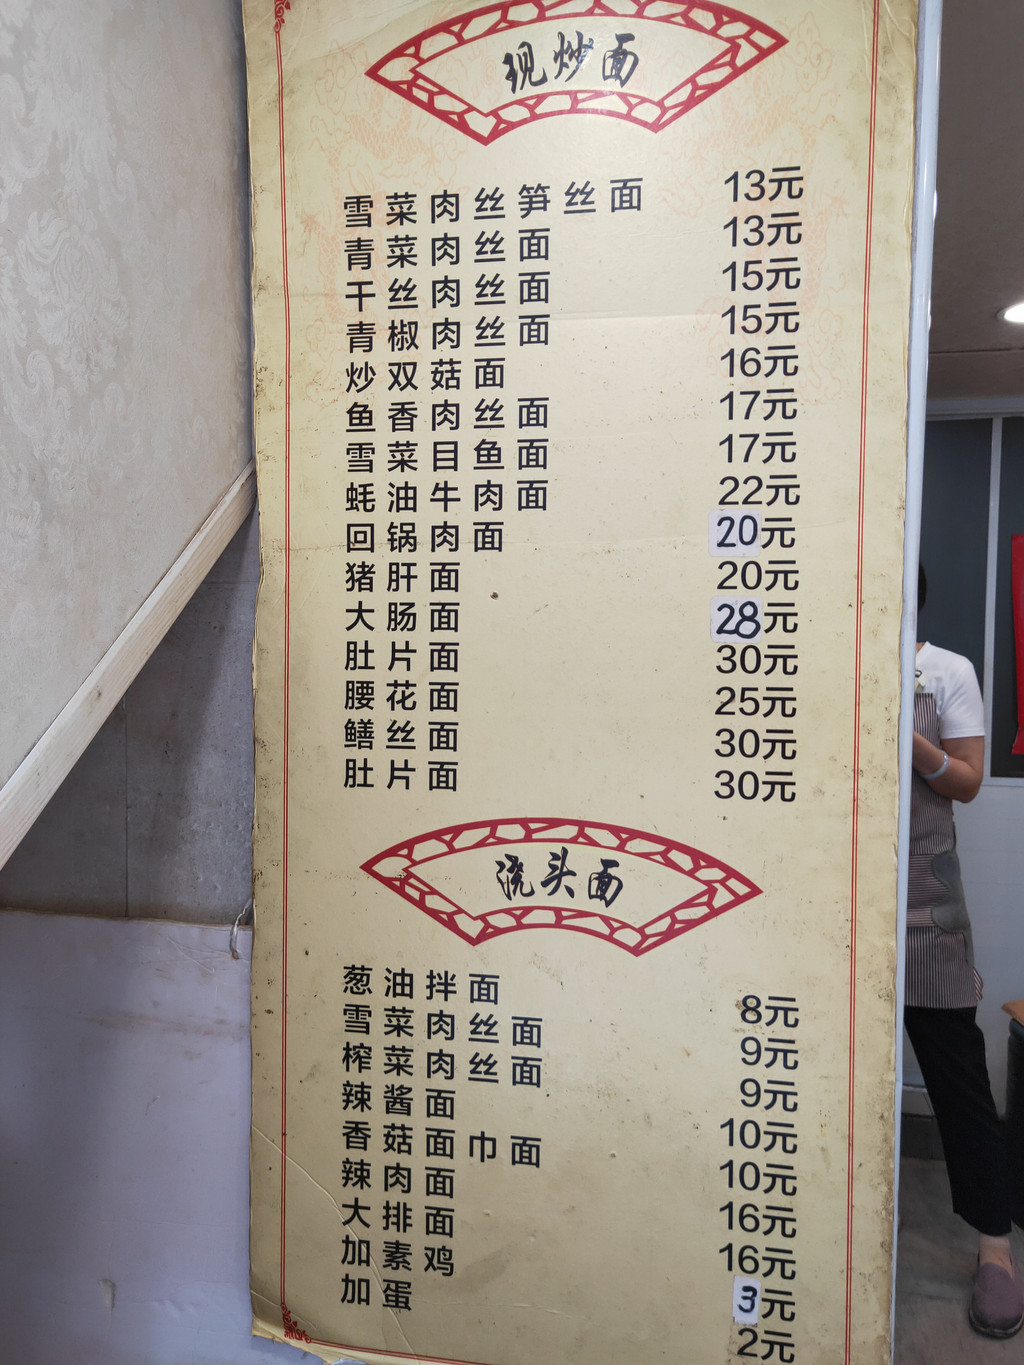 现炒面
雪菜肉丝笋丝面 13元
青菜肉丝面 13元
干丝肉丝面 15元
青椒肉丝面 15元
炒双菇面 16元
鱼香肉丝面 17元
雪菜目鱼面 17元
蚝油牛肉面 22元
回锅肉面 20元
猪肝面 20元
大肠面 28元
肚片面 30元
腰花面 25元
鳝丝面 30元
肚片面 30元
浇头面
葱油拌面 8元
雪菜肉丝面 9元
榨菜肉丝面 9元
辣酱面 10元
香菇面巾面 10元
辣肉面 16元
大排面 16元
加素鸡 3元
加蛋 2元